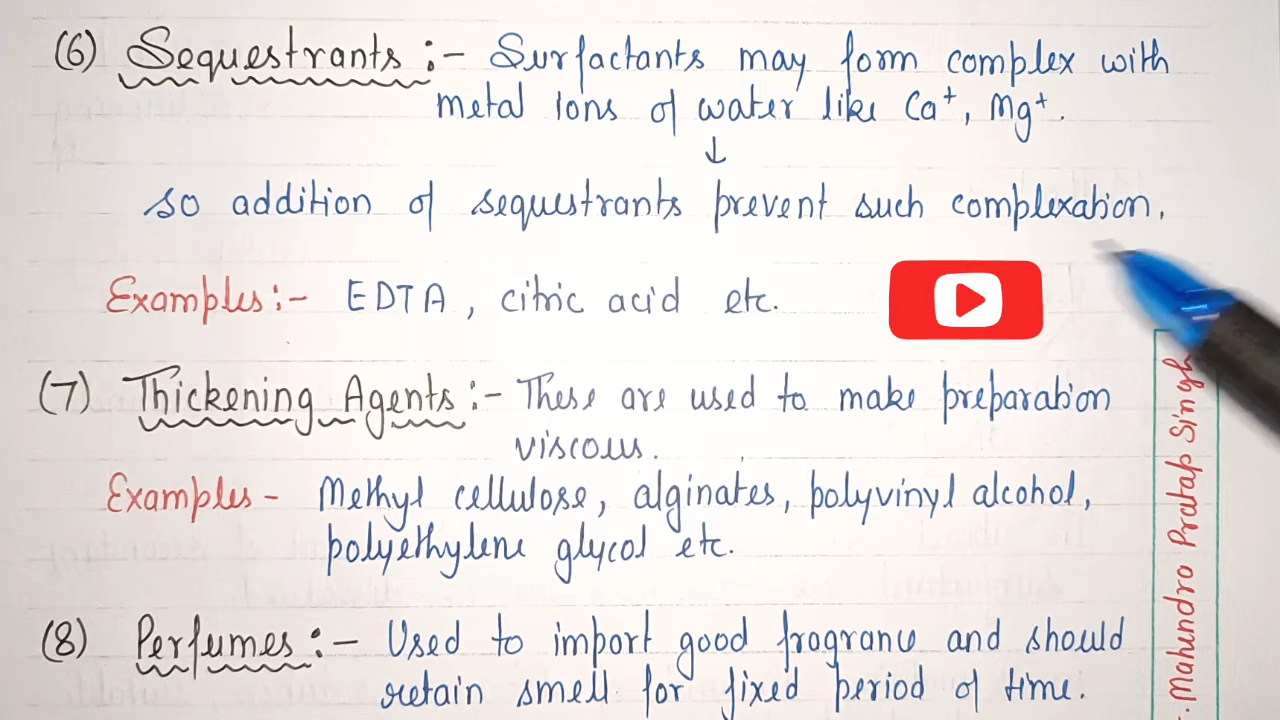 (6) Sequestrants :- Surfactants may form complex with
metal ions of water like Ca⁺, Mg⁺.
↓
so addition of sequestrants prevent such complexation.
Examples :- EDTA, citric acid etc.
(7) Thickening Agents :- These are used to make preparation
viscous.
Examples - Methyl cellulose, alginates, polyvinyl alcohol,
polyethylene glycol etc.
(8) Perfumes :- Used to import good fragrance and should
retain smell for fixed period of time.
Mahendra Pratap Singh